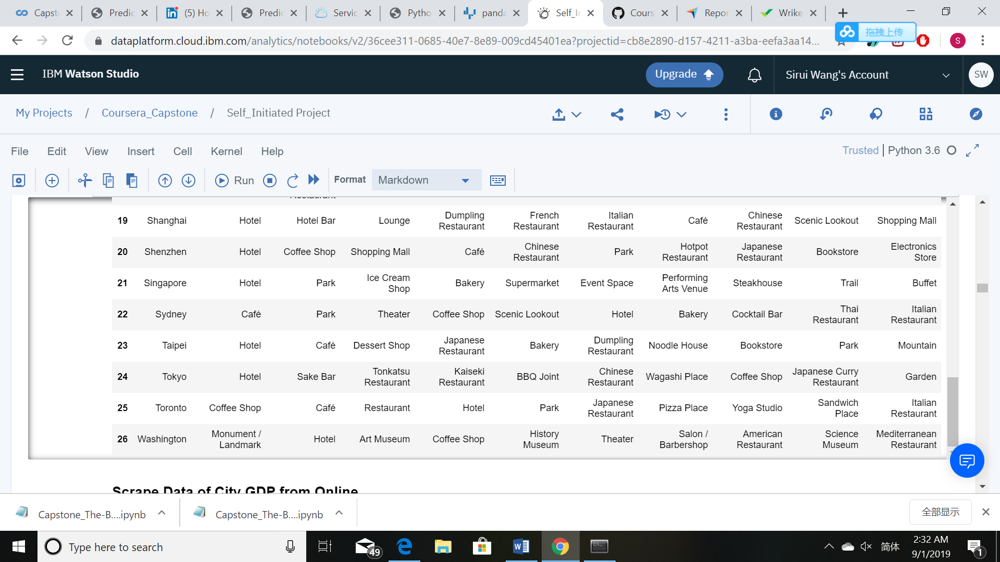 Capst
Predic
(5) Ho
Predic
Servic
Pytho
panda
Self_Ir
Cours
Repor
Wrike
拖拽上传
dataplatform.cloud.ibm.com/analytics/notebooks/v2/36cee311-0685-40e7-8e89-009cd45401ea?projectid=cb8e2890-d157-4211-a3ba-eefa3aa14...
S
IBM Watson Studio
Upgrade
Sirui Wang's Account
SW
My Projects / Coursera_Capstone / Self_Initiated Project
File Edit View Insert Cell Kernel Help
Trusted | Python 3.6
Run
Format
Markdown
Restaurant
19 Shanghai Hotel Hotel Bar Lounge Dumpling Restaurant French Restaurant Italian Restaurant Café Chinese Restaurant Scenic Lookout Shopping Mall
20 Shenzhen Hotel Coffee Shop Shopping Mall Café Chinese Restaurant Park Hotpot Restaurant Japanese Restaurant Bookstore Electronics Store
21 Singapore Hotel Park Ice Cream Shop Bakery Supermarket Event Space Performing Arts Venue Steakhouse Trail Buffet
22 Sydney Café Park Theater Coffee Shop Scenic Lookout Hotel Bakery Cocktail Bar Thai Restaurant Italian Restaurant
23 Taipei Hotel Café Dessert Shop Japanese Restaurant Bakery Dumpling Restaurant Noodle House Bookstore Park Mountain
24 Tokyo Hotel Sake Bar Tonkatsu Restaurant Kaiseki Restaurant BBQ Joint Chinese Restaurant Wagashi Place Coffee Shop Japanese Curry Restaurant Garden
25 Toronto Coffee Shop Café Restaurant Hotel Park Japanese Restaurant Pizza Place Yoga Studio Sandwich Place Italian Restaurant
26 Washington Monument / Landmark Hotel Art Museum Coffee Shop History Museum Theater Salon / Barbershop American Restaurant Science Museum Mediterranean Restaurant
Scrape Data of City GDP from Online
Capstone_The-B....ipynb
Capstone_The-B....ipynb
全部显示
Type here to search
49
简体
2:32 AM
9/1/2019
1